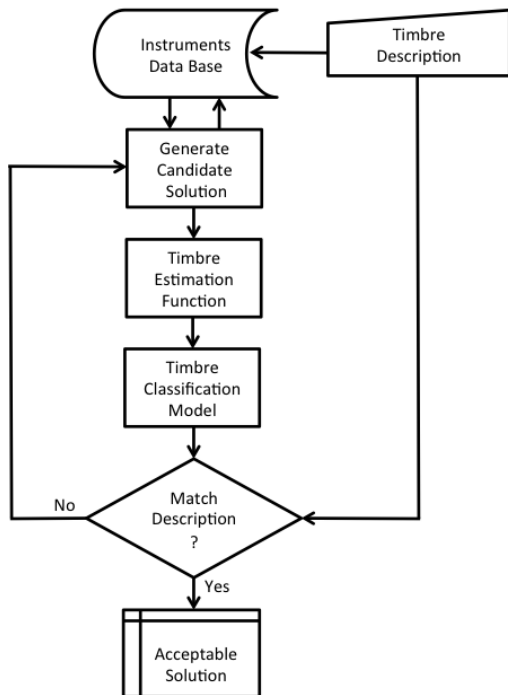 Instruments
Data Base
Timbre
Description
Generate
Candidate
Solution
Timbre
Estimation
Function
Timbre
Classification
Model
No
Match
Description
?
Yes
Acceptable
Solution